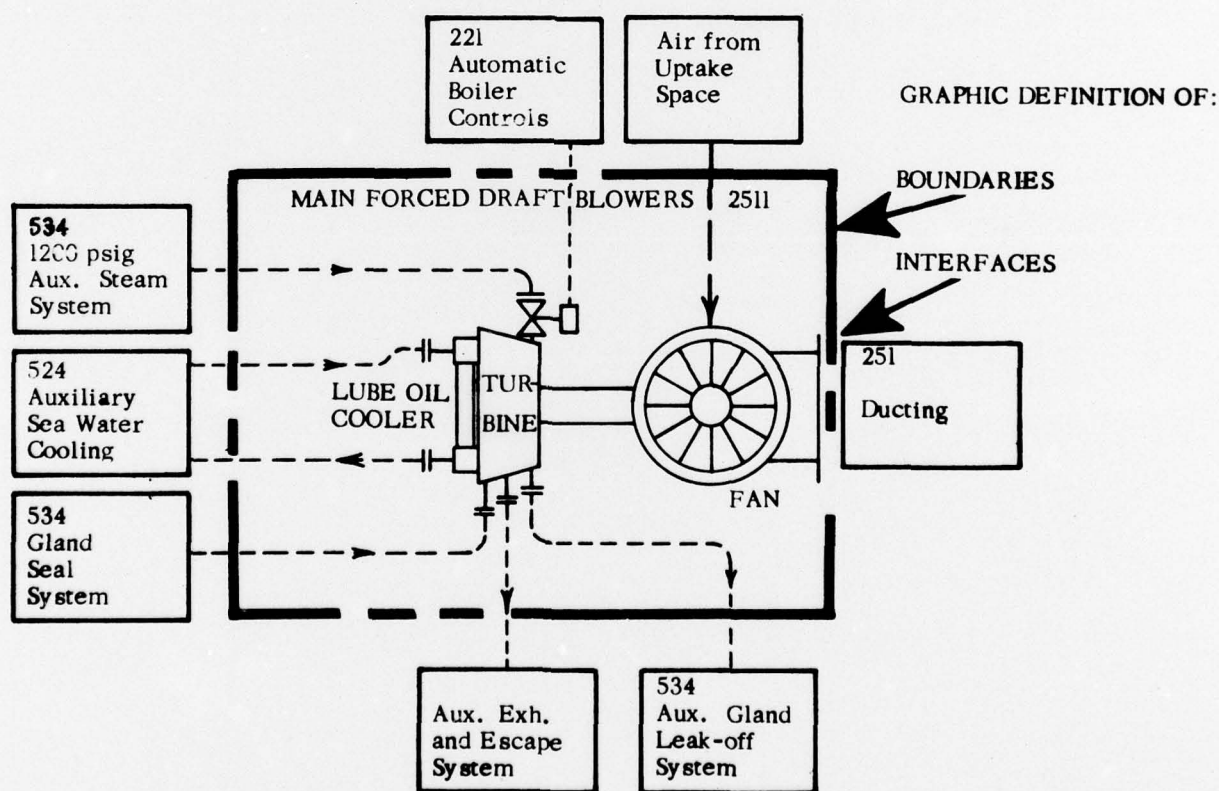 221
Automatic
Boiler
Controls
Air from
Uptake
Space
GRAPHIC DEFINITION OF:
BOUNDARIES
INTERFACES
MAIN FORCED DRAFT BLOWERS 2511
534
1200 psig
Aux. Steam
System
524
Auxiliary
Sea Water
Cooling
534
Gland
Seal
System
LUBE OIL
COOLER
TUR
BINE
FAN
251
Ducting
Aux. Exh.
and Escape
System
534
Aux. Gland
Leak-off
System